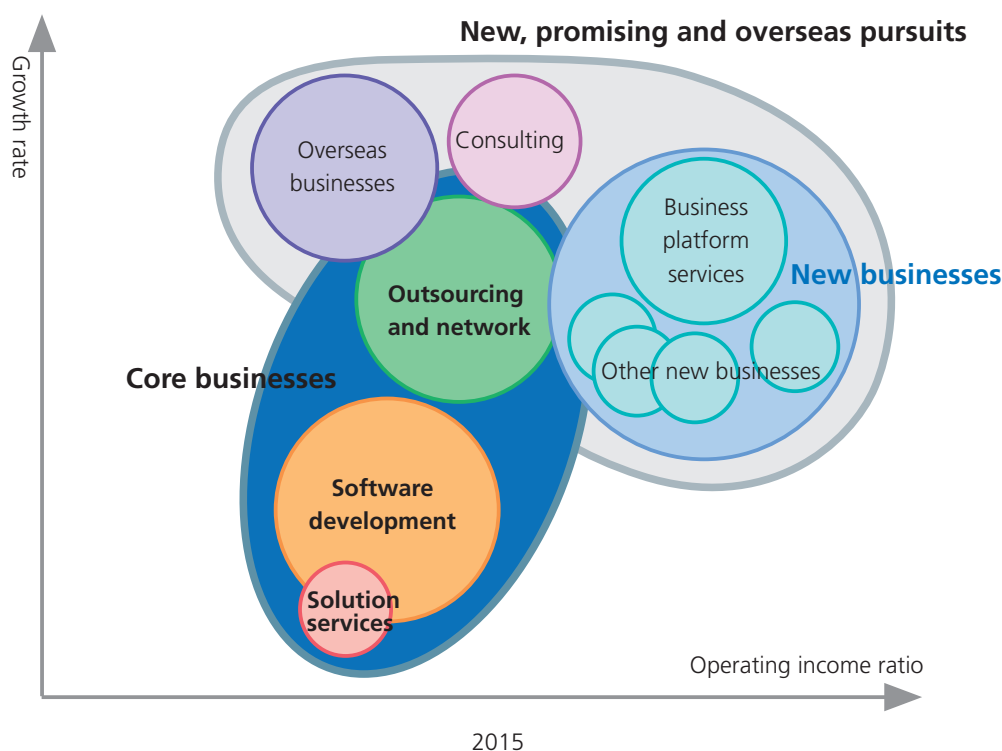 New, promising and overseas pursuits
Growth rate
Overseas
businesses
Consulting
Business
platform
services
New businesses
Outsourcing
and network
Other new businesses
Core businesses
Software
development
Solution
services
Operating income ratio
2015